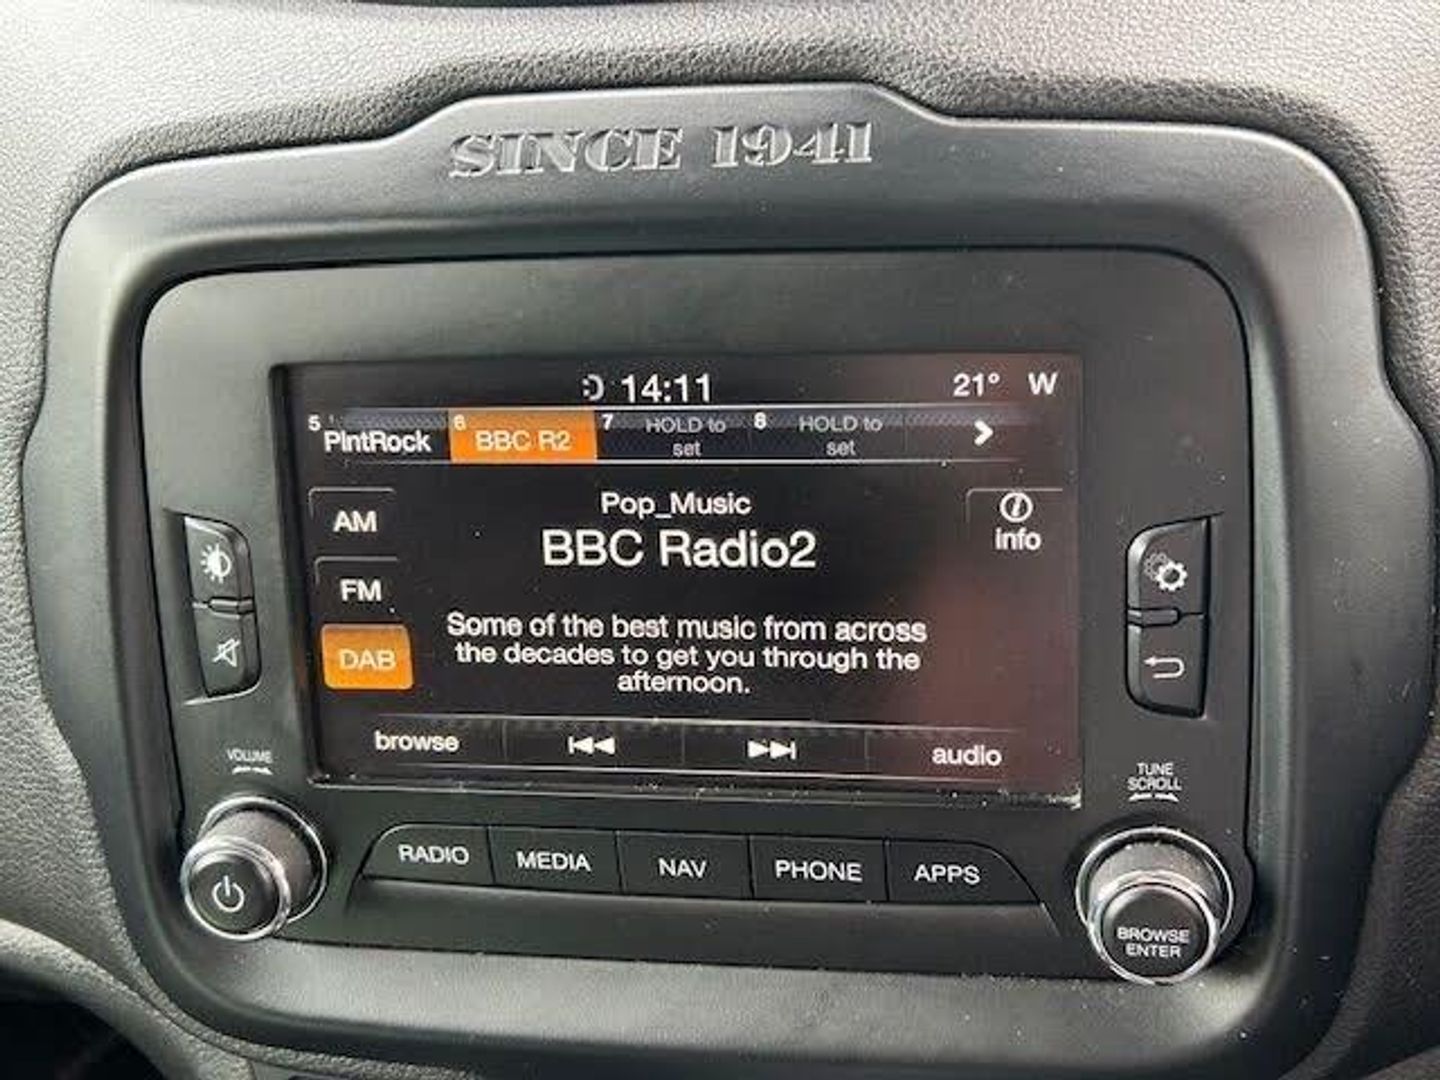 SINCE 1941
14:11
21° W
5 PlntRock
6 BBC R2
7 HOLD to
set
8 HOLD to
set
AM
FM
DAB
Pop_Music
BBC Radio2
Some of the best music from across
the decades to get you through the
afternoon.
info
browse
audio
VOLUME
TUNE
SCROLL
RADIO
MEDIA
NAV
PHONE
APPS
BROWSE
ENTER